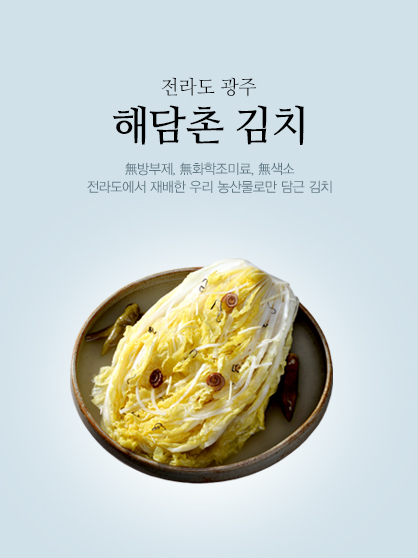 전라도 광주
해담촌 김치
無방부제, 無화학조미료, 無색소
전라도에서 재배한 우리 농산물로만 담근 김치